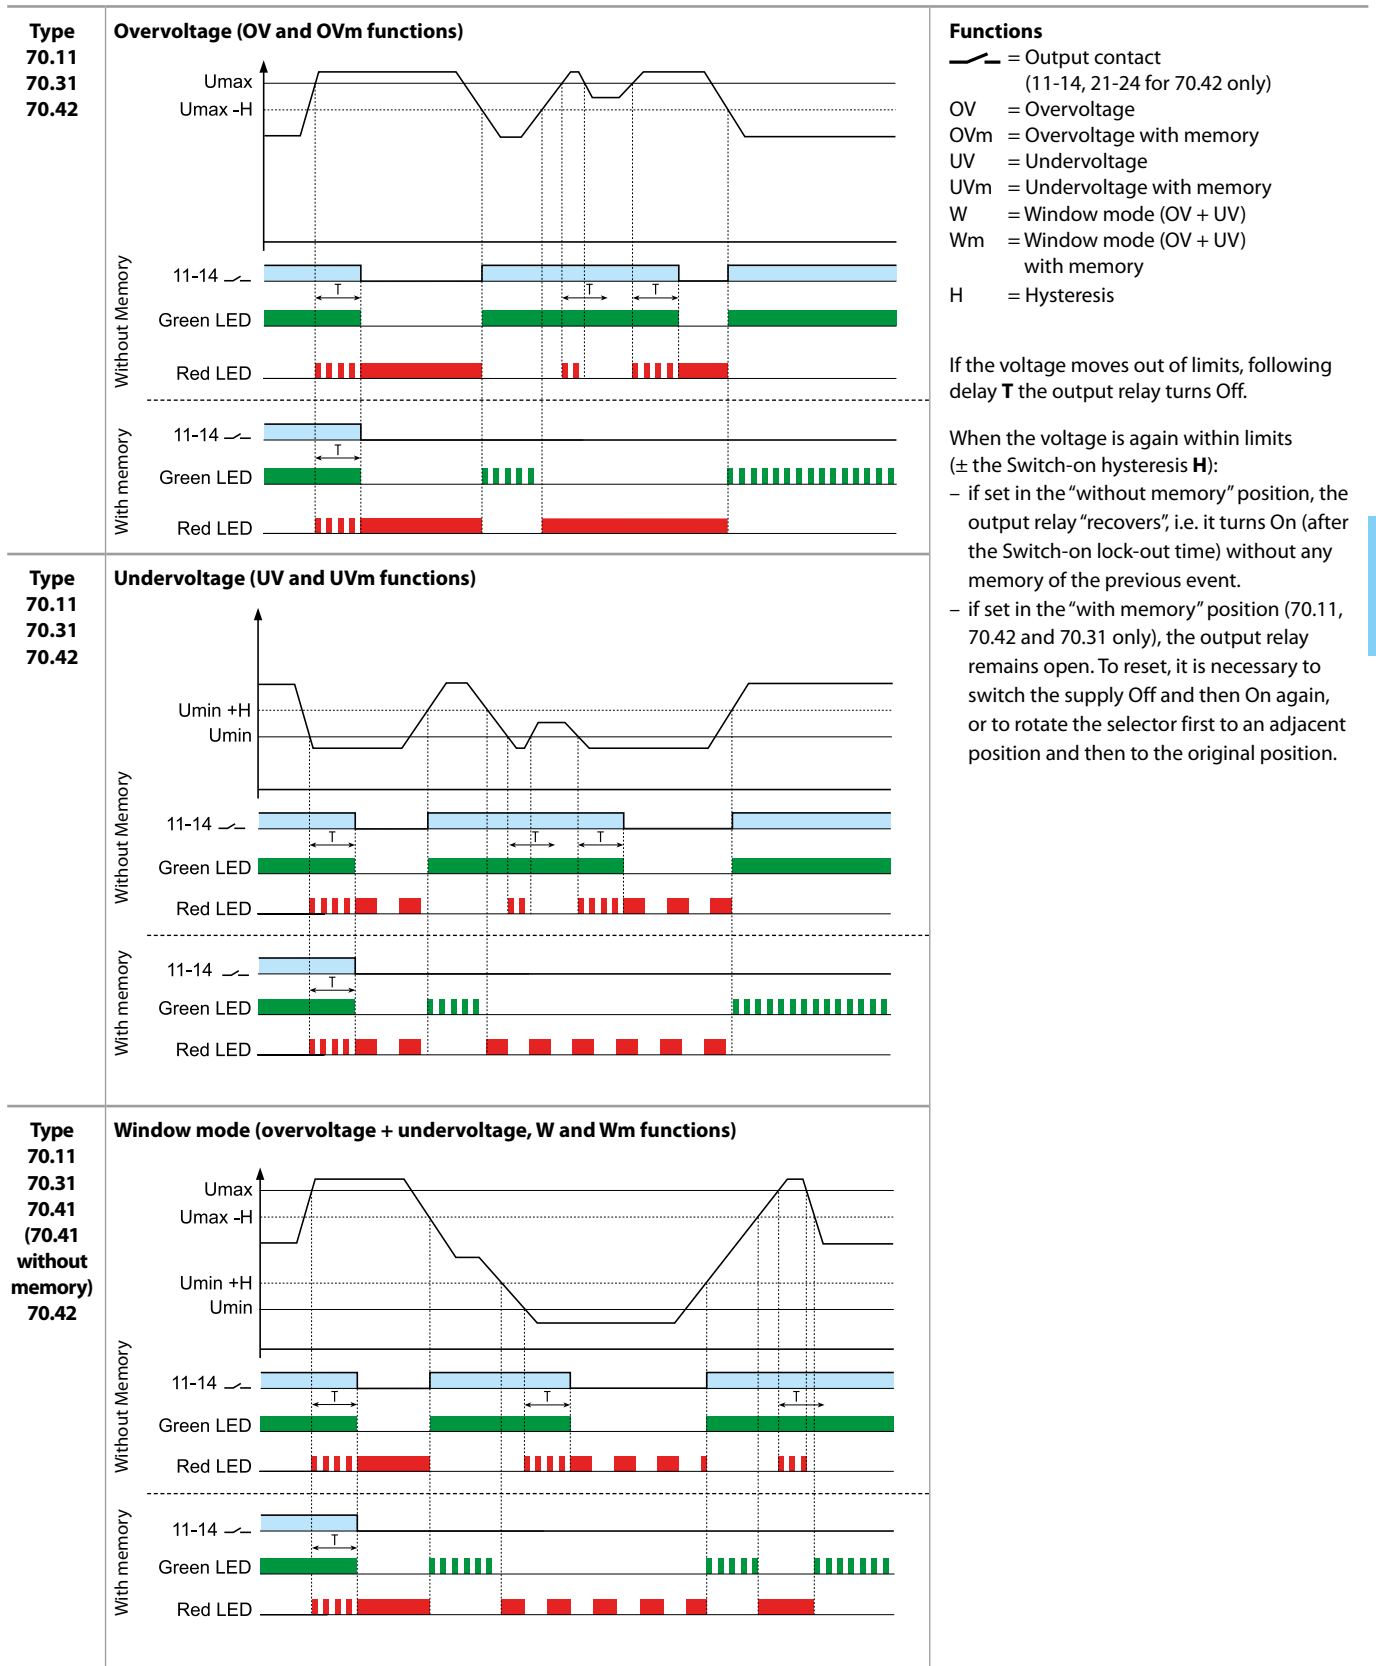 Type
70.11
70.31
70.42
Overvoltage (OV and OVm functions)
Umax
Umax -H
Without Memory
11-14
T
T
T
Green LED
Red LED
With memory
11-14
T
Green LED
Red LED
Type
70.11
70.31
70.42
Undervoltage (UV and UVm functions)
Umin +H
Umin
Without Memory
11-14
T
T
T
Green LED
Red LED
With memory
11-14
T
Green LED
Red LED
Type
70.11
70.31
70.41
(70.41
without
memory)
70.42
Window mode (overvoltage + undervoltage, W and Wm functions)
Umax
Umax -H
Umin +H
Umin
Without Memory
11-14
T
T
T
Green LED
Red LED
With memory
11-14
T
Green LED
Red LED
Functions
= Output contact
(11-14, 21-24 for 70.42 only)
OV = Overvoltage
OVm = Overvoltage with memory
UV = Undervoltage
UVm = Undervoltage with memory
W = Window mode (OV + UV)
Wm = Window mode (OV + UV)
with memory
H = Hysteresis
If the voltage moves out of limits, following
delay T the output relay turns Off.
When the voltage is again within limits
(± the Switch-on hysteresis H):
– if set in the “without memory” position, the
output relay “recovers”, i.e. it turns On (after
the Switch-on lock-out time) without any
memory of the previous event.
– if set in the “with memory” position (70.11,
70.42 and 70.31 only), the output relay
remains open. To reset, it is necessary to
switch the supply Off and then On again,
or to rotate the selector first to an adjacent
position and then to the original position.